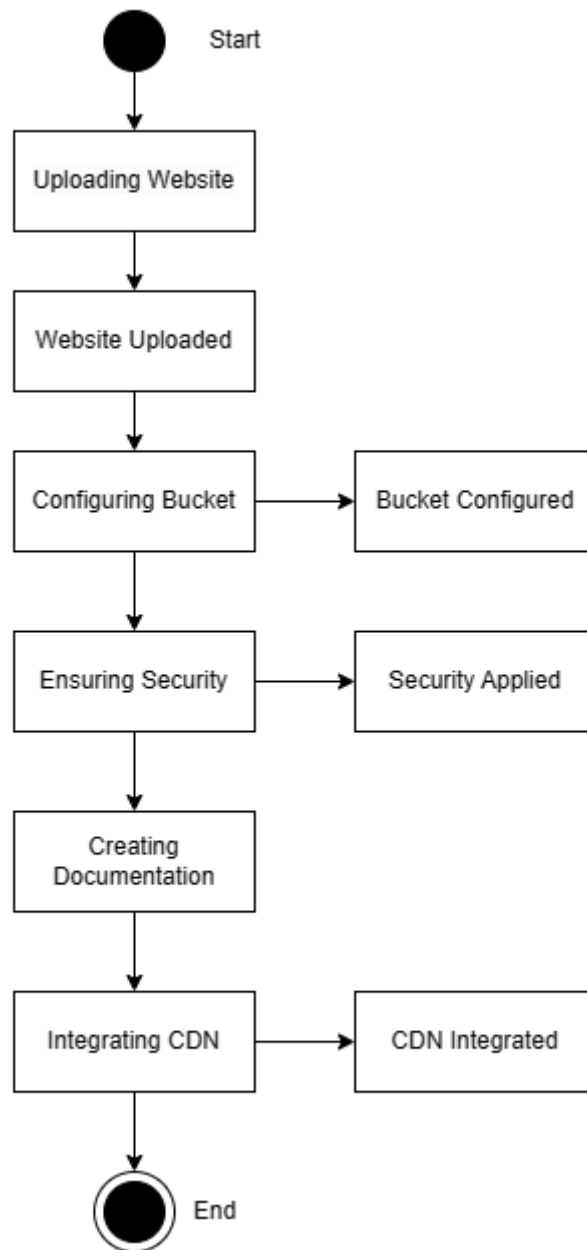 Start
Uploading Website
Website Uploaded
Configuring Bucket
Bucket Configured
Ensuring Security
Security Applied
Creating
Documentation
Integrating CDN
CDN Integrated
End